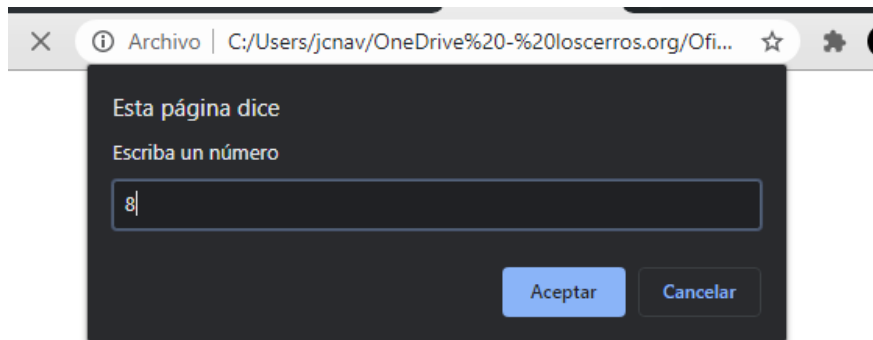 Archivo | C:/Users/jcnav/OneDrive%20-%20loscerros.org/Ofi...
Esta página dice
Escriba un número
8
Aceptar Cancelar